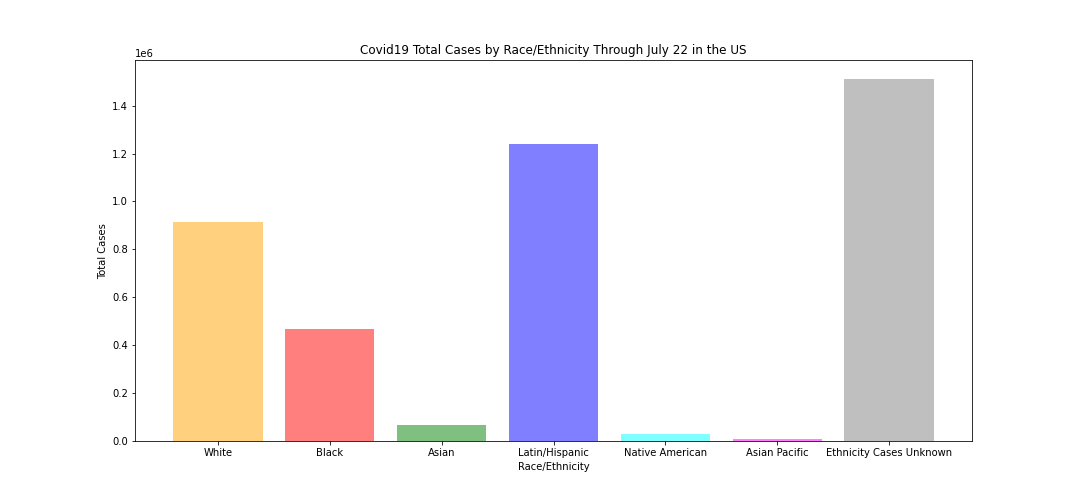 Covid19 Total Cases by Race/Ethnicity Through July 22 in the US
1e6
1.4
1.2
1.0
0.8
0.6
0.4
0.2
0.0
Total Cases
White Black Asian Latin/Hispanic Native American Asian Pacific Ethnicity Cases Unknown
Race/Ethnicity